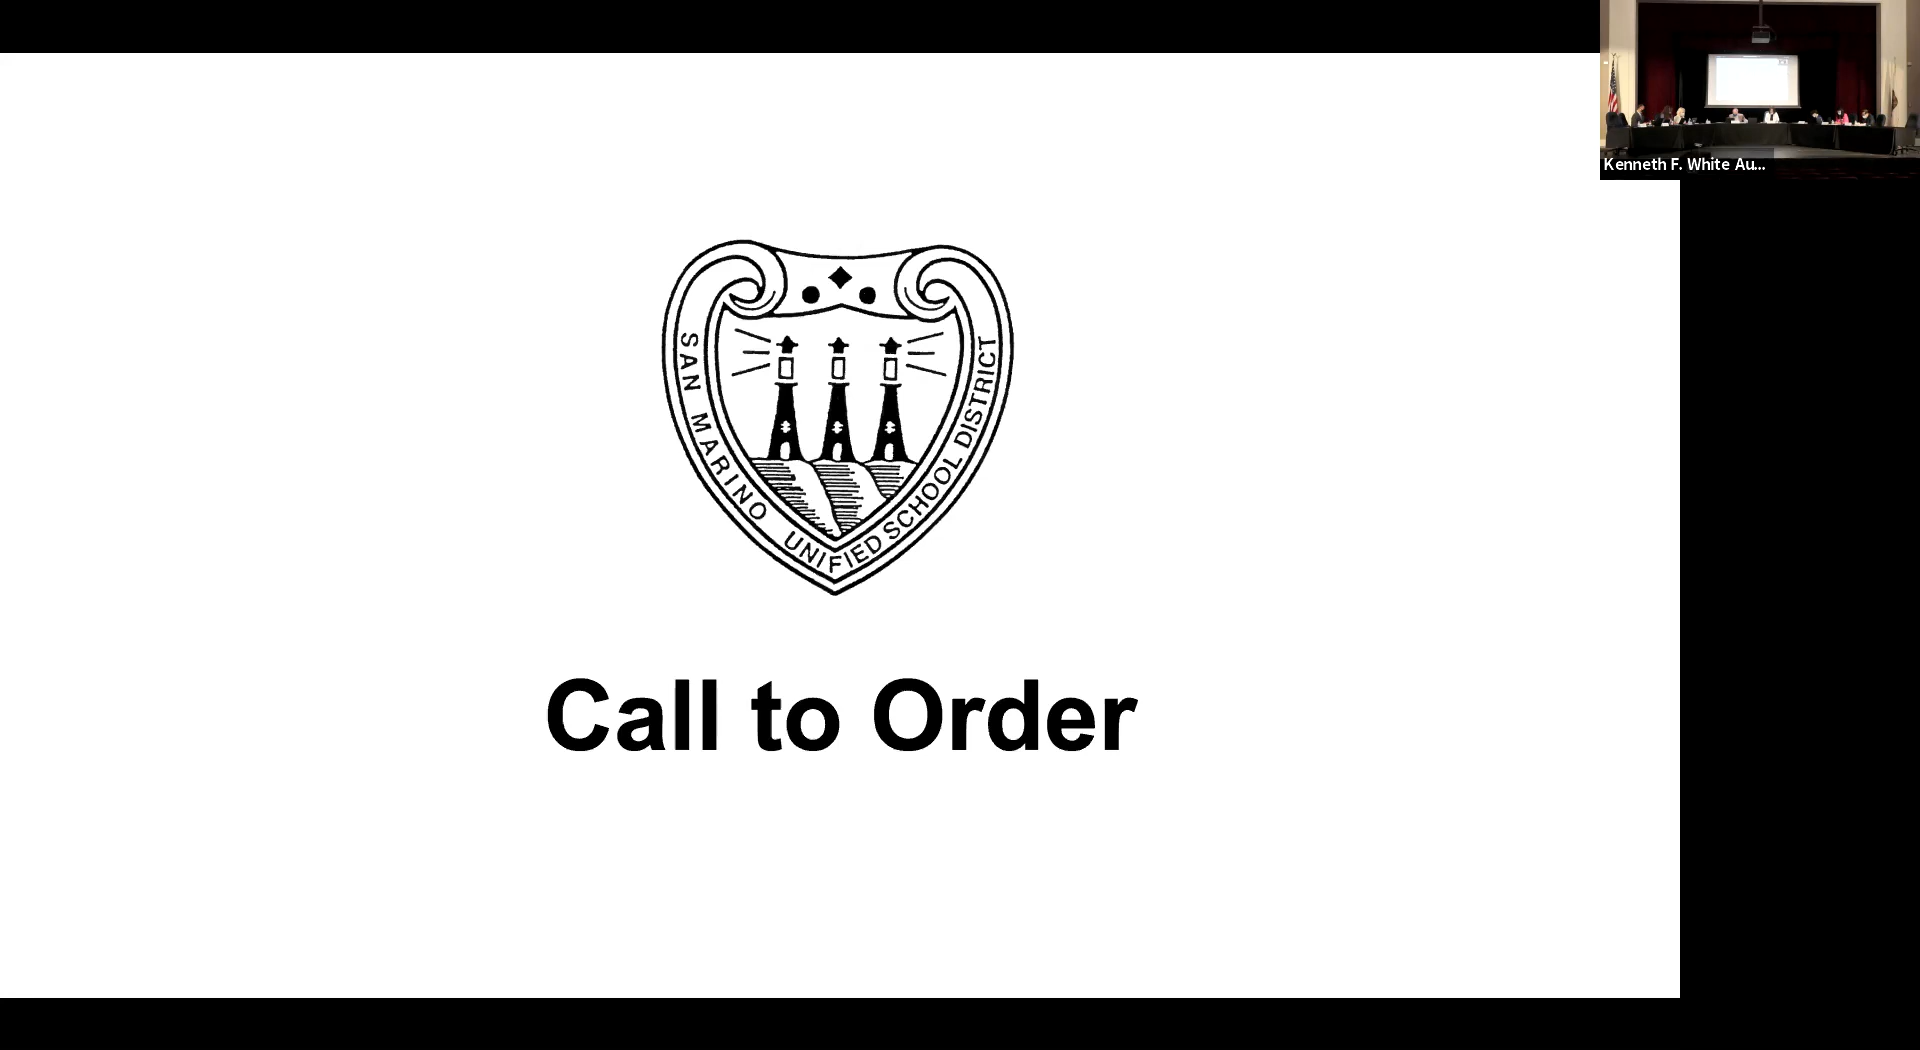 Kenneth F. White Au...
SAN MARINO UNIFIED SCHOOL DISTRICT
Call to Order